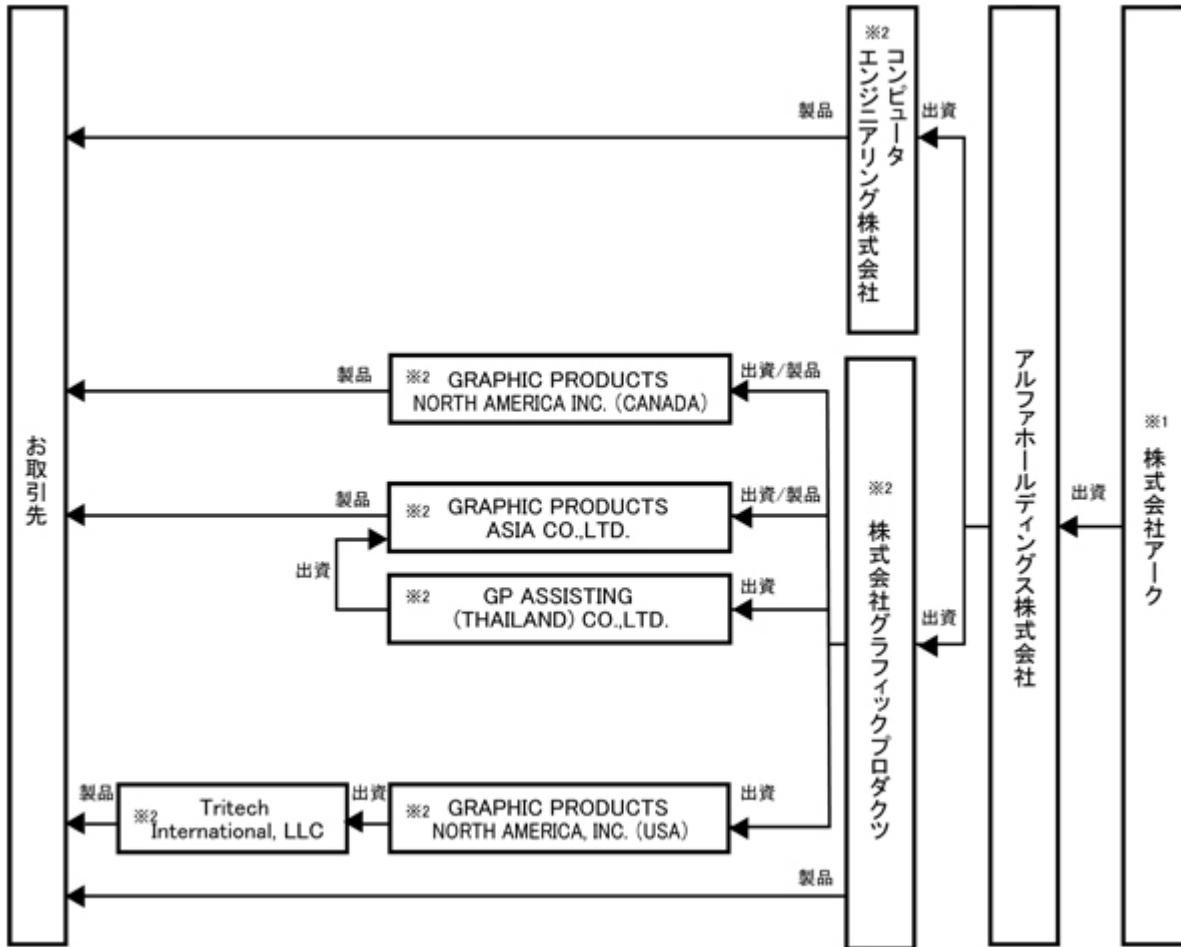 お取引先
製品
※2
コンピュータ
エンジニアリング株式会社
出資
製品
※2 GRAPHIC PRODUCTS
NORTH AMERICA INC. (CANADA)
出資/製品
製品
※2 GRAPHIC PRODUCTS
ASIA CO.,LTD.
出資/製品
出資
※2 GP ASSISTING
(THAILAND) CO.,LTD.
出資
製品
※2 Tritech
International, LLC
出資
※2 GRAPHIC PRODUCTS
NORTH AMERICA, INC. (USA)
出資
製品
※2 株式会社グラフィックプロダクツ
出資
アルファホールディングス株式会社
出資
※1 株式会社アーク